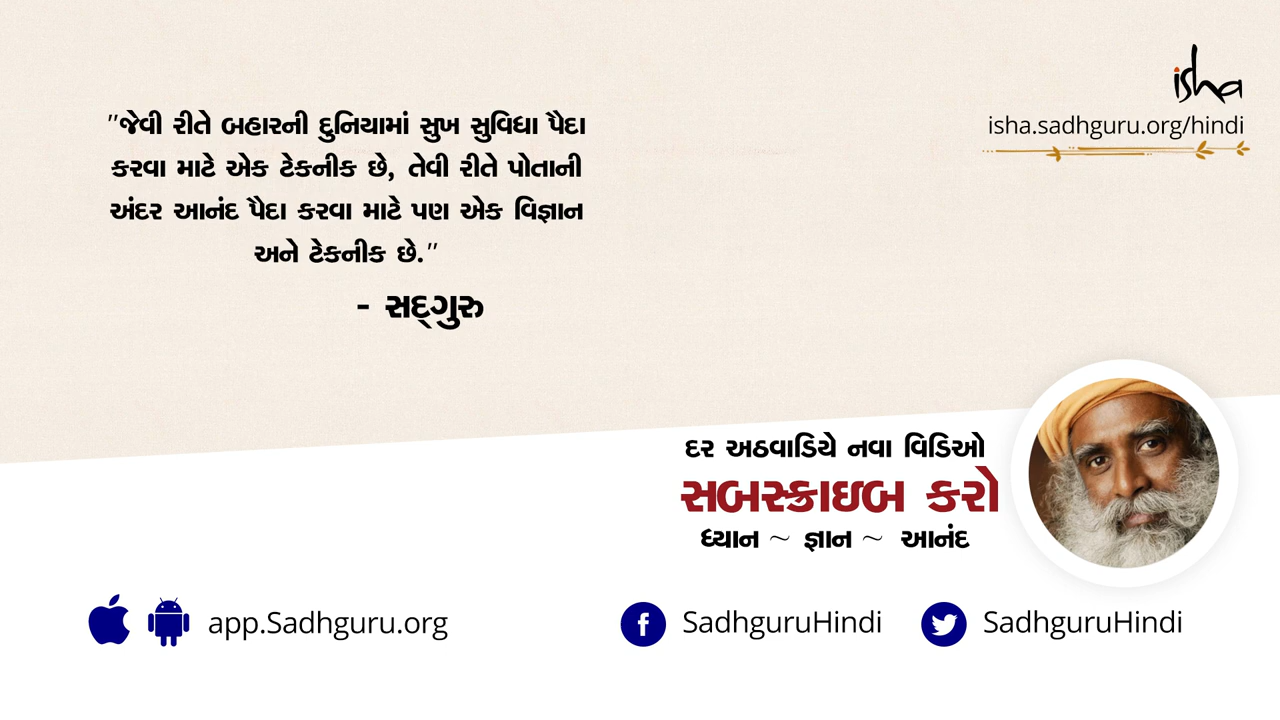 "જેવી રીતે બહારની દુનિયામાં સુખ સુવિધા પૈદા
કરવા માટે એક ટેકનીક છે, તેવી રીતે પોતાની
અંદર આનંદ પૈદા કરવા માટે પણ એક વિજ્ઞાન
અને ટેકનીક છે."
- સદ્‌ગુરુ
isha
isha.sadhguru.org/hindi
દર અઠવાડિયે નવા વિડિઓ
સબસ્ક્રાઇબ કરો
ધ્યાન ~ જ્ઞાન ~ આનંદ
app.Sadhguru.org
SadhguruHindi
SadhguruHindi